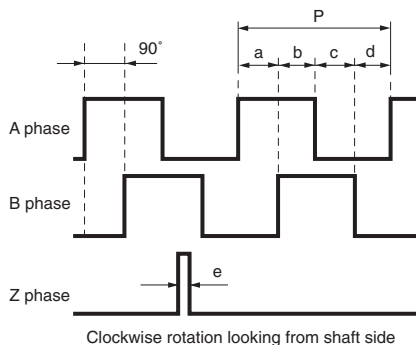 P
90°
a b c d
A phase
B phase
e
Z phase
Clockwise rotation looking from shaft side